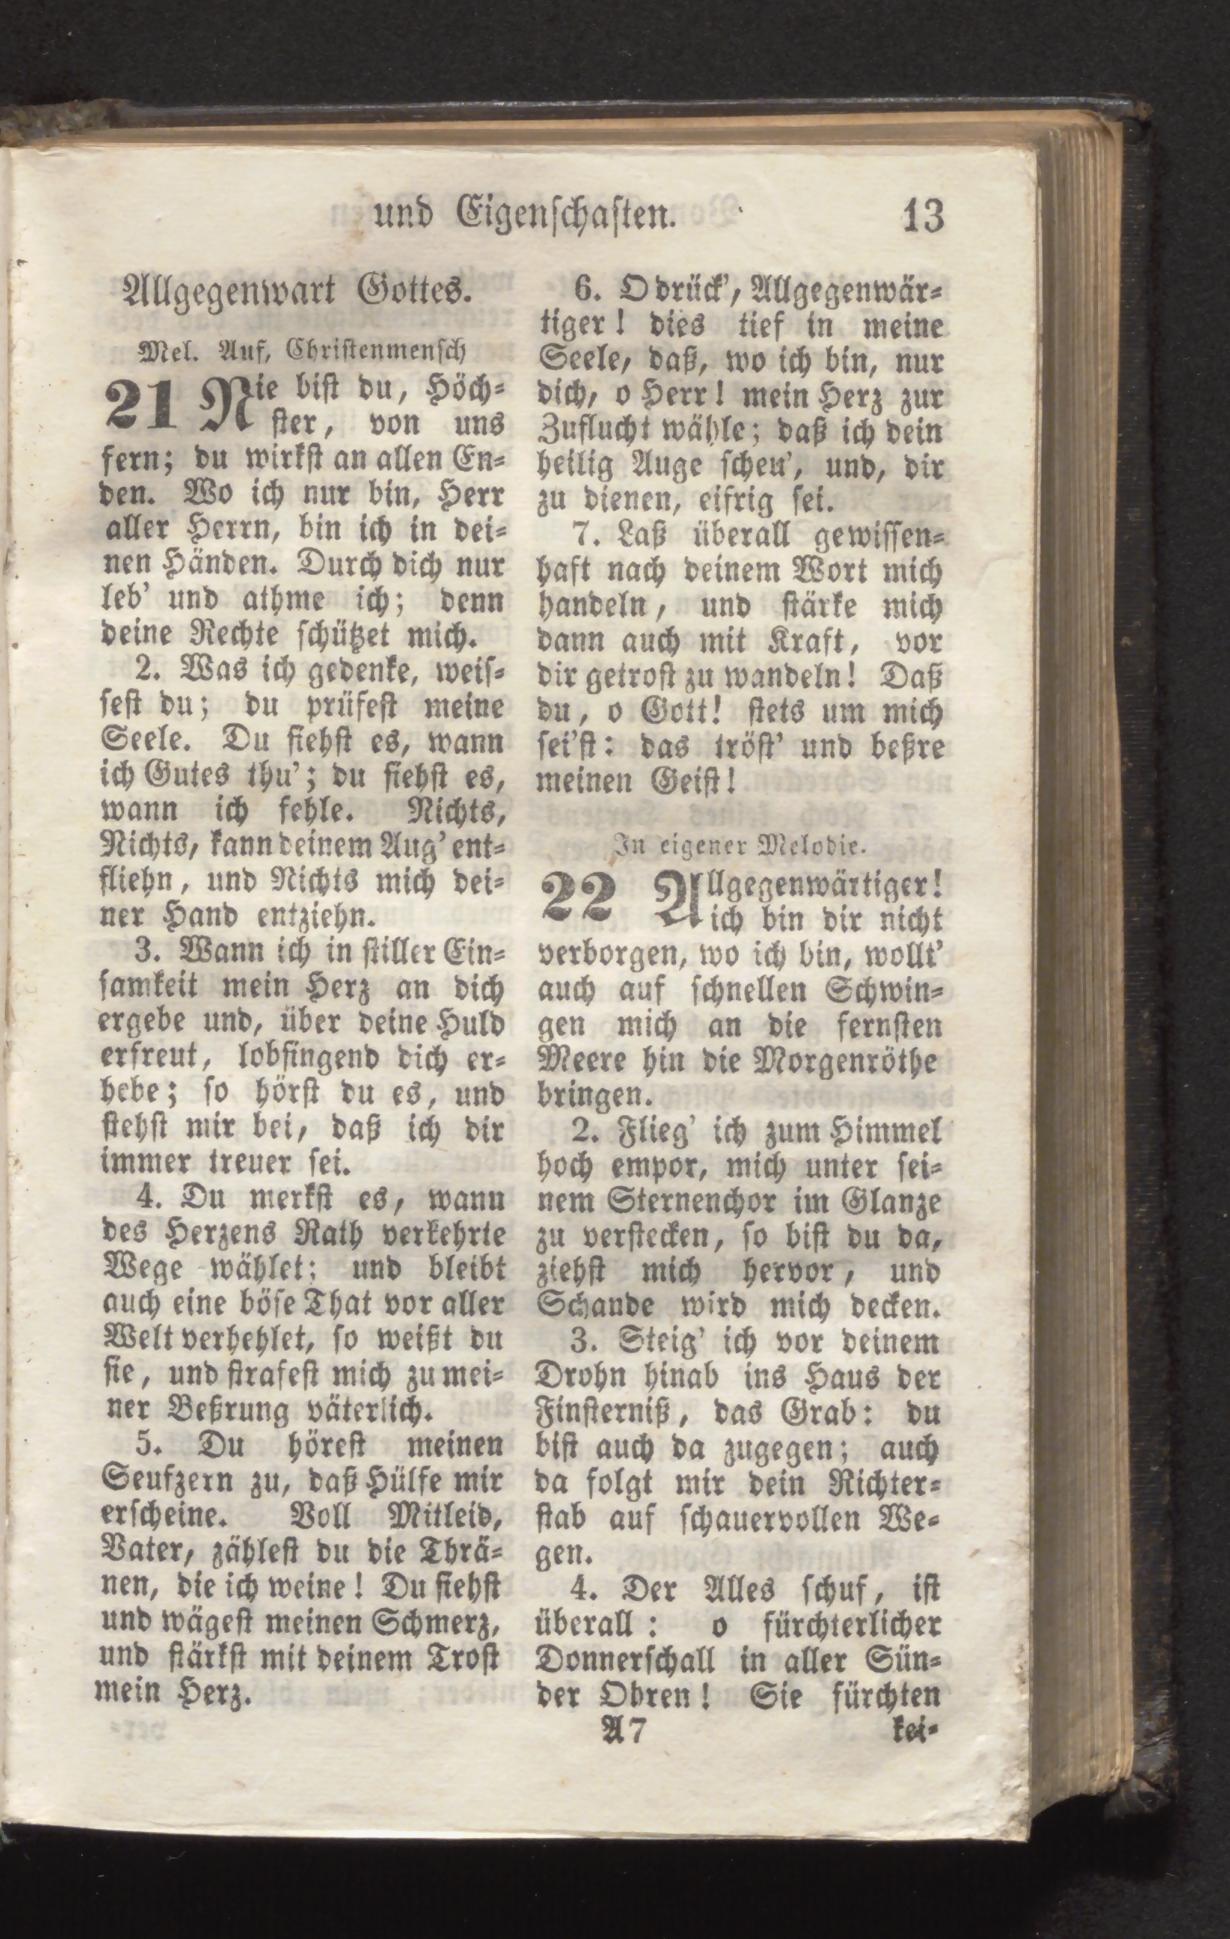 und Eigenschaften. 13
Allgegenwart Gottes.
Mel. Auf, Christenmensch
21 Nie bist du, Höch-
ster, von uns
fern; du wirkst an allen En-
den. Wo ich nur bin, Herr
aller Herrn, bin ich in dei-
nen Händen. Durch dich nur
leb' und athme ich; denn
deine Rechte schützet mich.
2. Was ich gedenke, weis-
sest du; du prüfest meine
Seele. Du siehst es, wann
ich Gutes thu'; du siehst es,
wann ich fehle. Nichts,
Nichts, kann deinem Aug' ent-
fliehn, und Nichts mich dei-
ner Hand entziehn.
3. Wann ich in stiller Ein-
samkeit mein Herz an dich
ergebe und, über deine Huld
erfreut, lobsingend dich er-
hebe; so hörst du es, und
stehst mir bei, daß ich dir
immer treuer sei.
4. Du merkst es, wann
des Herzens Rath verkehrte
Wege wählet; und bleibt
auch eine böse That vor aller
Welt verhehlet, so weißt du
sie, und strafest mich zu mei-
ner Beßrung väterlich.
5. Du hörest meinen
Seufzern zu, daß Hülfe mir
erscheine. Voll Mitleid,
Vater, zählest du die Thrä-
nen, die ich weine! Du siehst
und wägest meinen Schmerz,
und stärkst mit deinem Trost
mein Herz.
6. O drück', Allgegenwär-
tiger! dies tief in meine
Seele, daß, wo ich bin, nur
dich, o Herr! mein Herz zur
Zuflucht wähle; daß ich dein
heilig Auge scheu', und, dir
zu dienen, eifrig sei.
7. Laß überall gewissen-
haft nach deinem Wort mich
handeln, und stärke mich
dann auch mit Kraft, vor
dir getrost zu wandeln! Daß
du, o Gott! stets um mich
sei'st: das tröst' und beßre
meinen Geist!
In eigener Melodie.
22 Allgegenwärtiger!
ich bin dir nicht
verborgen, wo ich bin, wollt'
auch auf schnellen Schwin-
gen mich an die fernsten
Meere hin die Morgenröthe
bringen.
2. Flieg' ich zum Himmel
hoch empor, mich unter sei-
nem Sternenchor im Glanze
zu verstecken, so bist du da,
ziehst mich hervor, und
Schande wird mich decken.
3. Steig' ich vor deinem
Drohn hinab ins Haus der
Finsterniß, das Grab: du
bist auch da zugegen; auch
da folgt mir dein Richter-
stab auf schauervollen We-
gen.
4. Der Alles schuf, ist
überall: o fürchterlicher
Donnerschall in aller Sün-
der Ohren! Sie fürchten
A 7 kei-